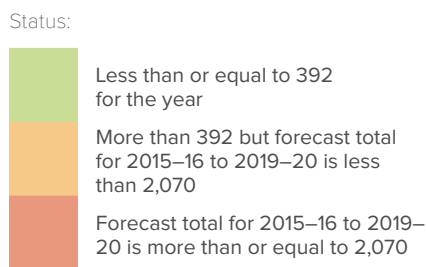 Status:
Less than or equal to 392
for the year
More than 392 but forecast total
for 2015–16 to 2019–20 is less
than 2,070
Forecast total for 2015–16 to 2019–
20 is more than or equal to 2,070